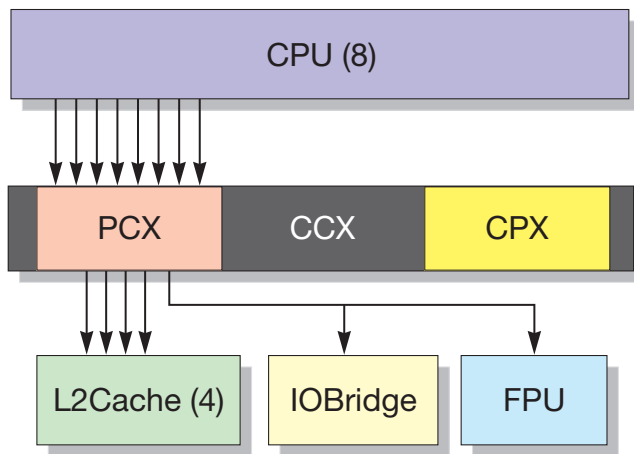 CPU (8)
PCX
CCX
CPX
L2Cache (4)
IOBridge
FPU